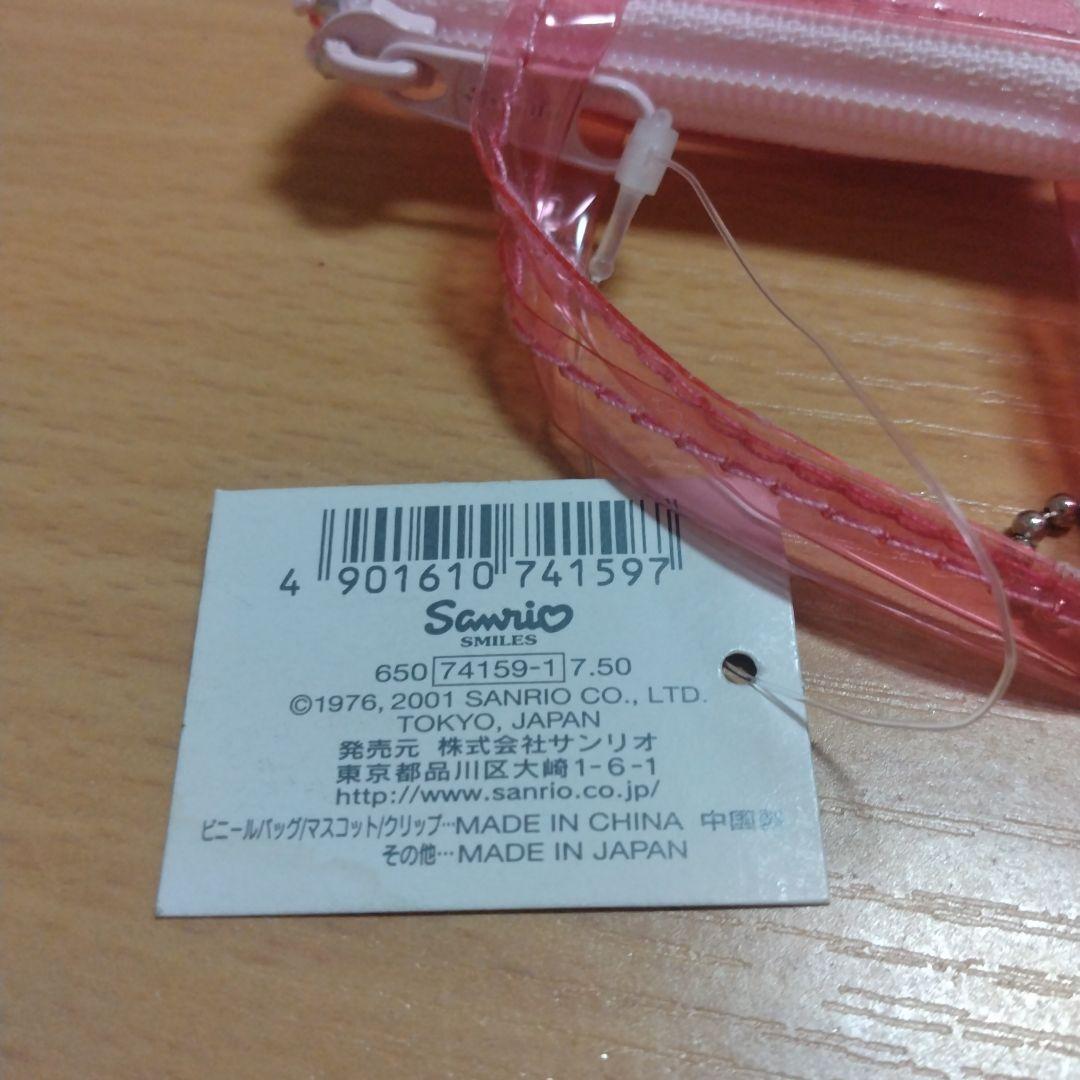 4 901610 741597
Sanrio
SMILES
650 74159-1 7.50
©1976, 2001 SANRIO CO., LTD.
TOKYO, JAPAN
発売元 株式会社サンリオ
東京都品川区大崎1-6-1
http://www.sanrio.co.jp/
ビニールバッグ/マスコット/クリップ…MADE IN CHINA 中国製
その他…MADE IN JAPAN